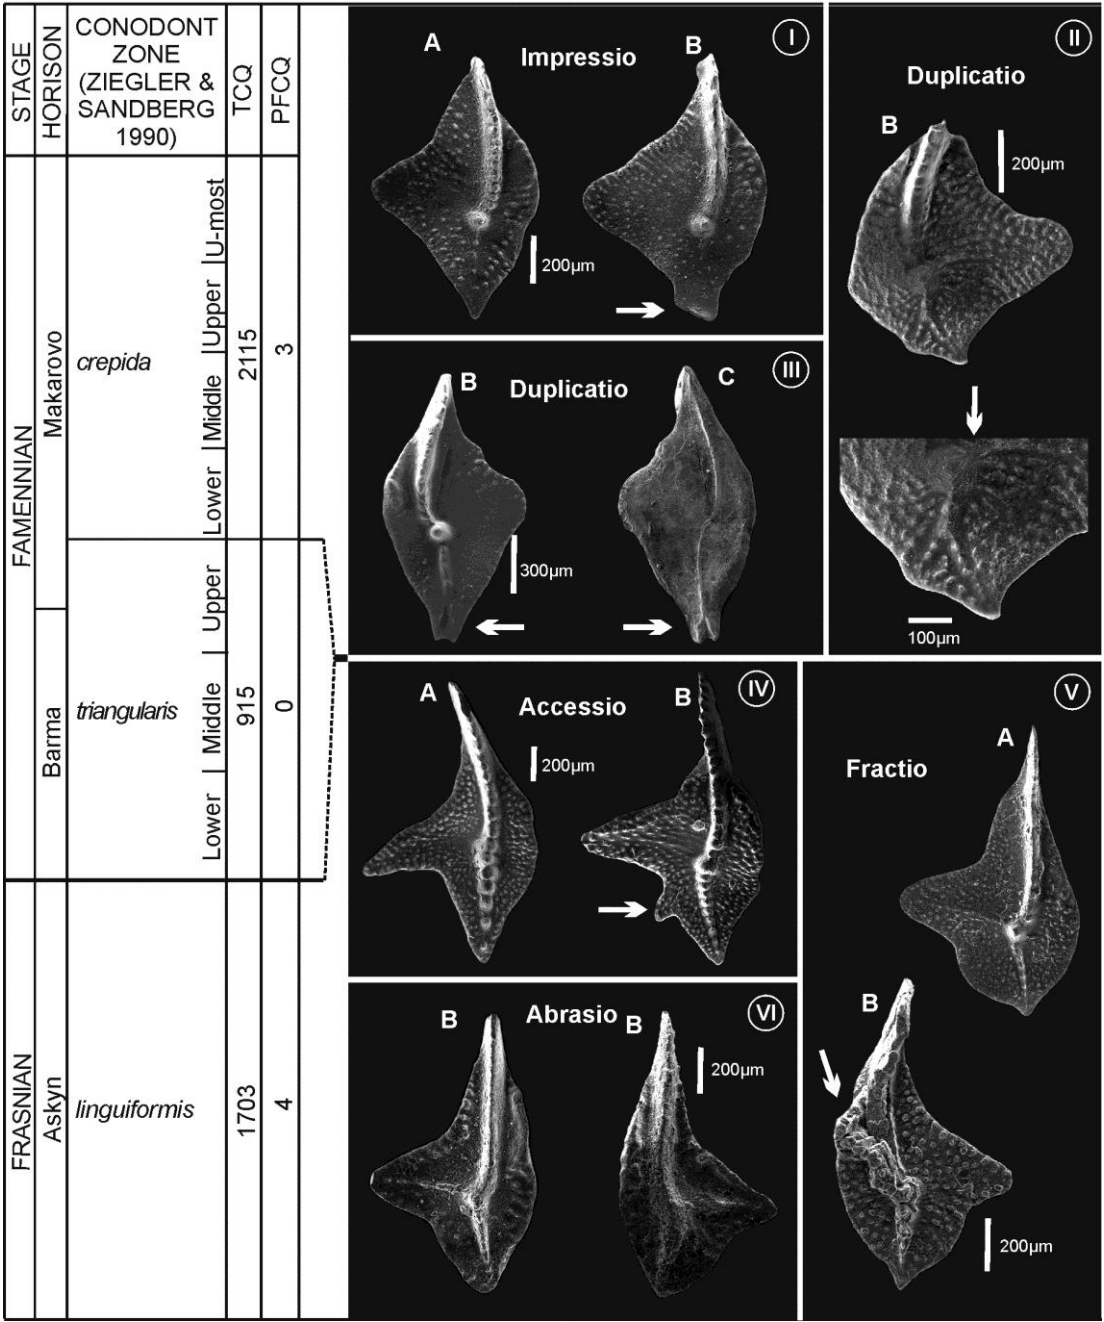 STAGE
HORISON
CONODONT
ZONE
(ZIEGLER &
SANDBERG
1990)
TCQ
PFCQ
FAMENNIAN
Makarovo
crepida
U-most
Upper
Middle
Lower
2115
3
Barma
triangularis
Upper
Middle
Lower
915
0
FRASNIAN
Askyn
linguiformis
1703
4
A
Impressio
B
I
200µm
II
Duplicatio
B
200µm
100µm
B
Duplicatio
C
III
300µm
A
Accessio
B
IV
200µm
V
A
Fractio
B
200µm
B
Abrasio
B
VI
200µm